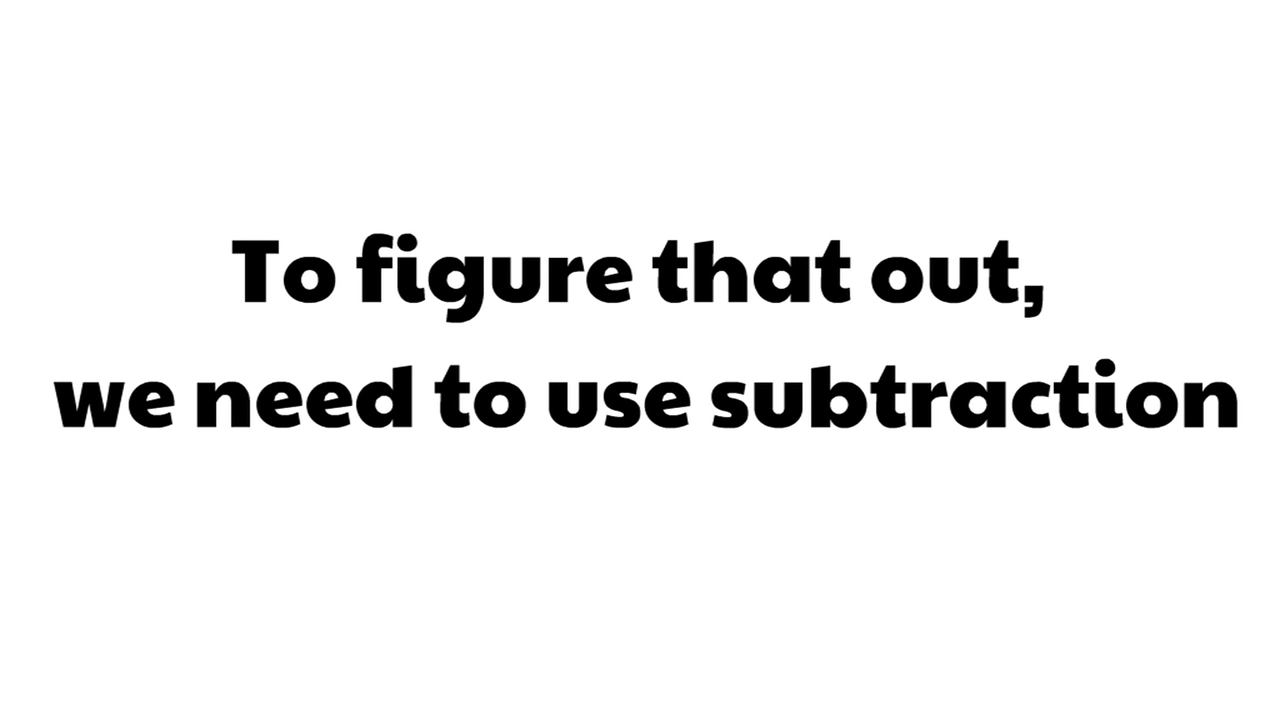 To figure that out,
we need to use subtraction